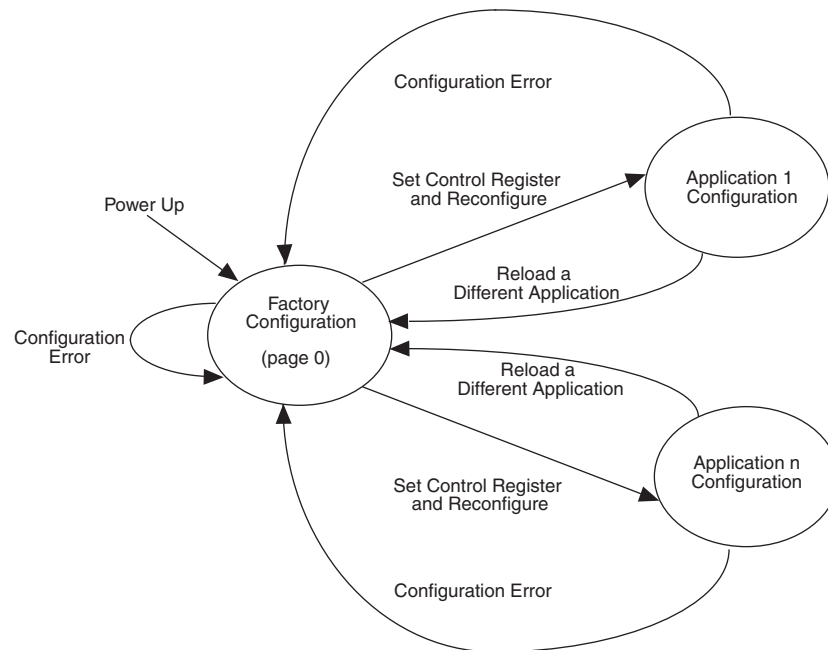 Configuration Error
Set Control Register
and Reconfigure
Application 1
Configuration
Power Up
Reload a
Different Application
Factory
Configuration
(page 0)
Configuration
Error
Reload a
Different Application
Set Control Register
and Reconfigure
Application n
Configuration
Configuration Error